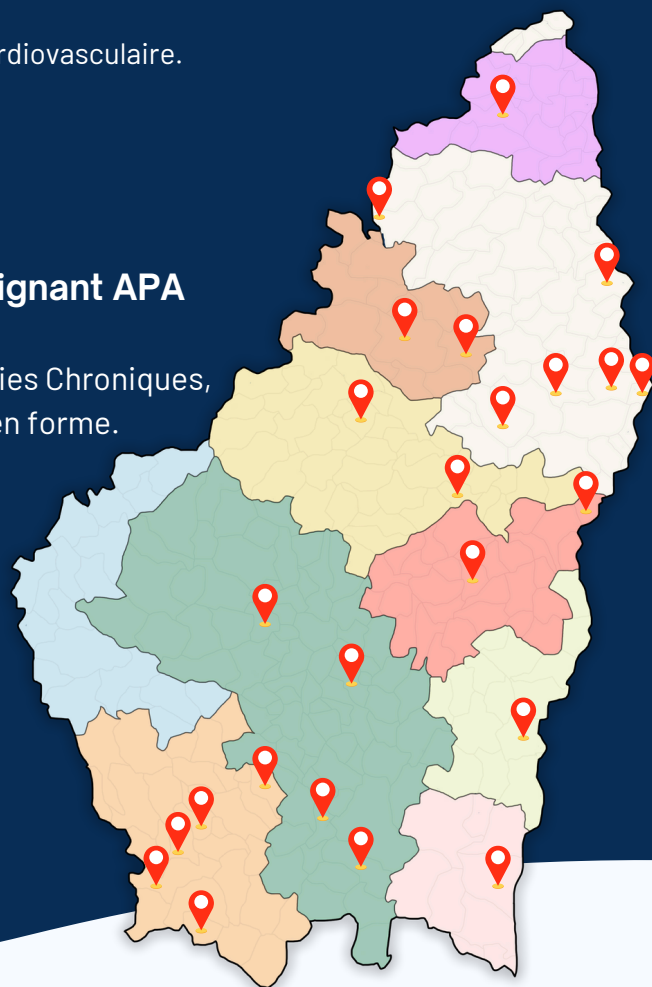 rdiovasculaire.
ignant APA
ies Chroniques,
en forme.